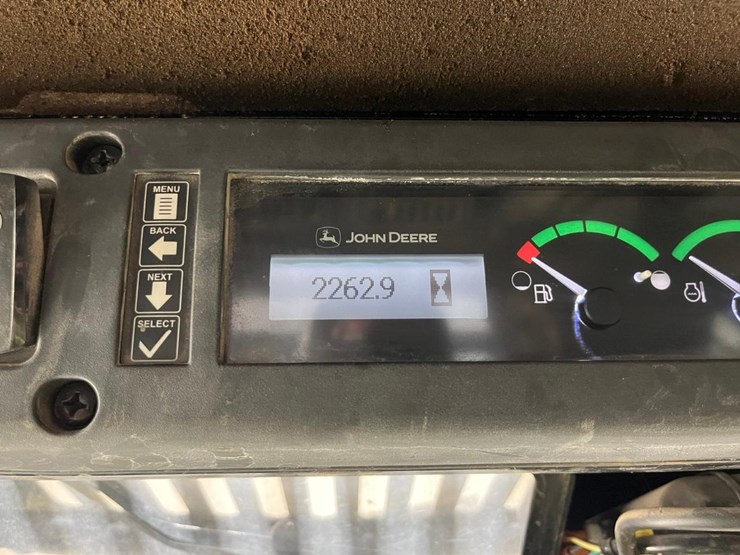 MENU
BACK
NEXT
SELECT
JOHN DEERE
2262.9